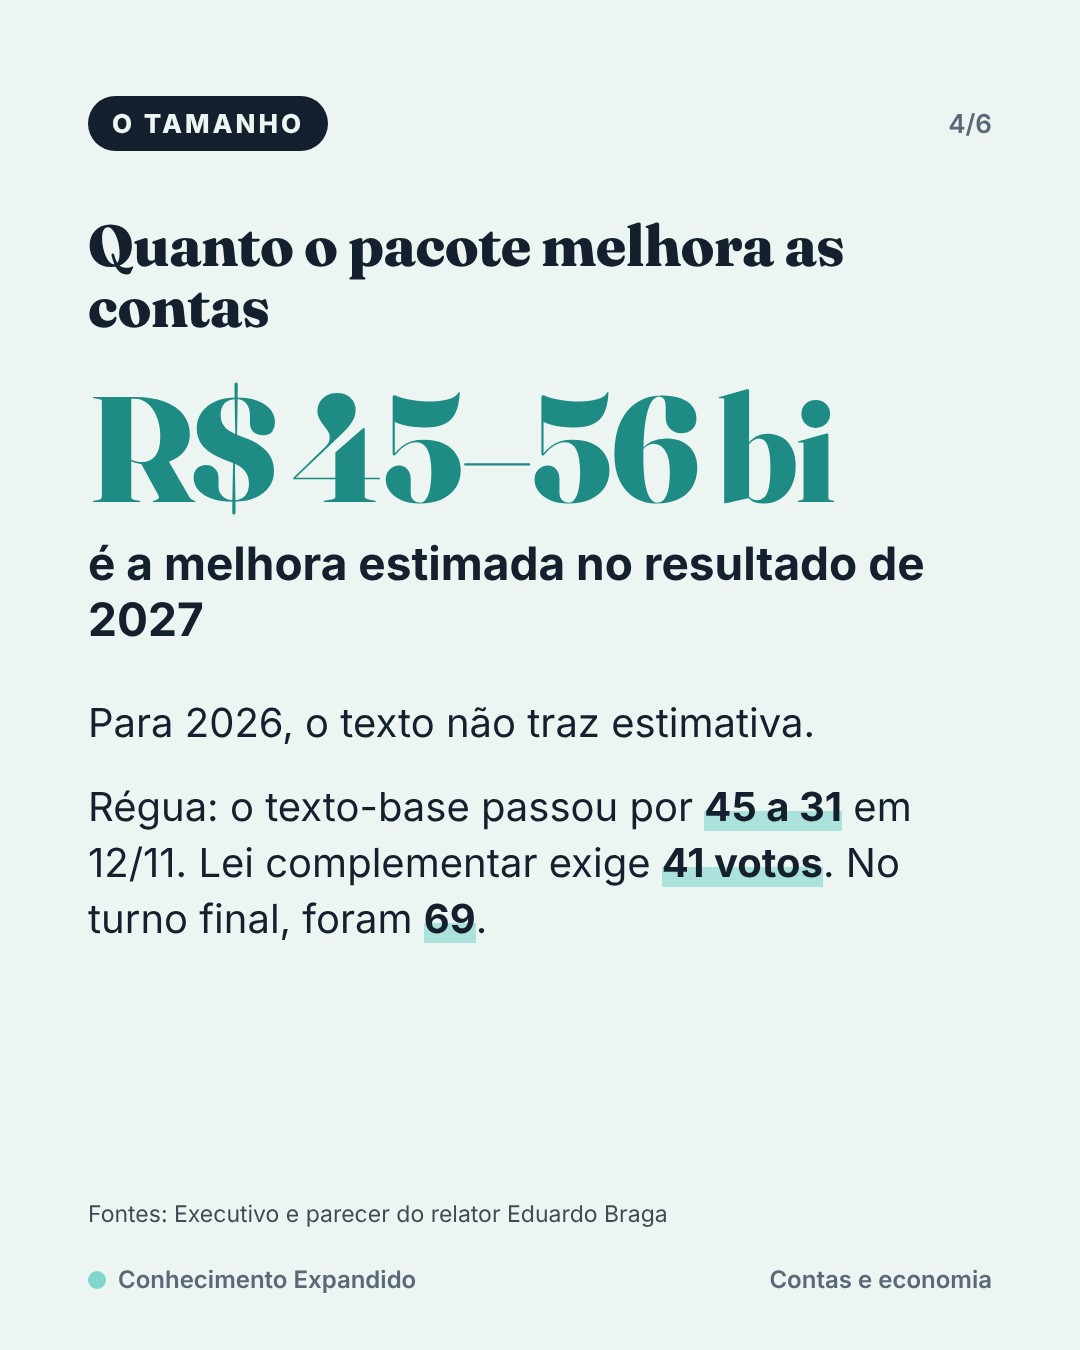 O TAMANHO
4/6
Quanto o pacote melhora as
contas
R$ 45–56 bi
é a melhora estimada no resultado de
2027
Para 2026, o texto não traz estimativa.
Régua: o texto-base passou por 45 a 31 em
12/11. Lei complementar exige 41 votos. No
turno final, foram 69.
Fontes: Executivo e parecer do relator Eduardo Braga
Conhecimento Expandido
Contas e economia